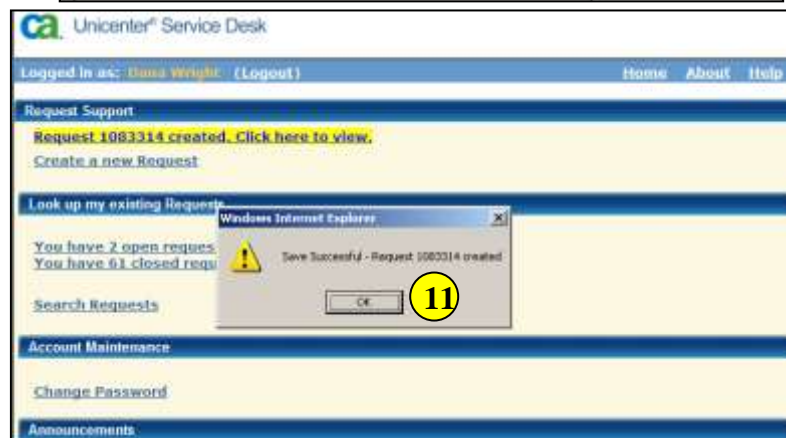 ca Unicenter® Service Desk
Logged in as: Dana Wright (Logout) Home About Help
Request Support
Request 1083314 created. Click here to view.
Create a new Request
Look up my existing Requests
Windows Internet Explorer
You have 2 open reques
You have 61 closed requ
Save Successful - Request 1083314 created
OK
11
Search Requests
Account Maintenance
Change Password
Announcements